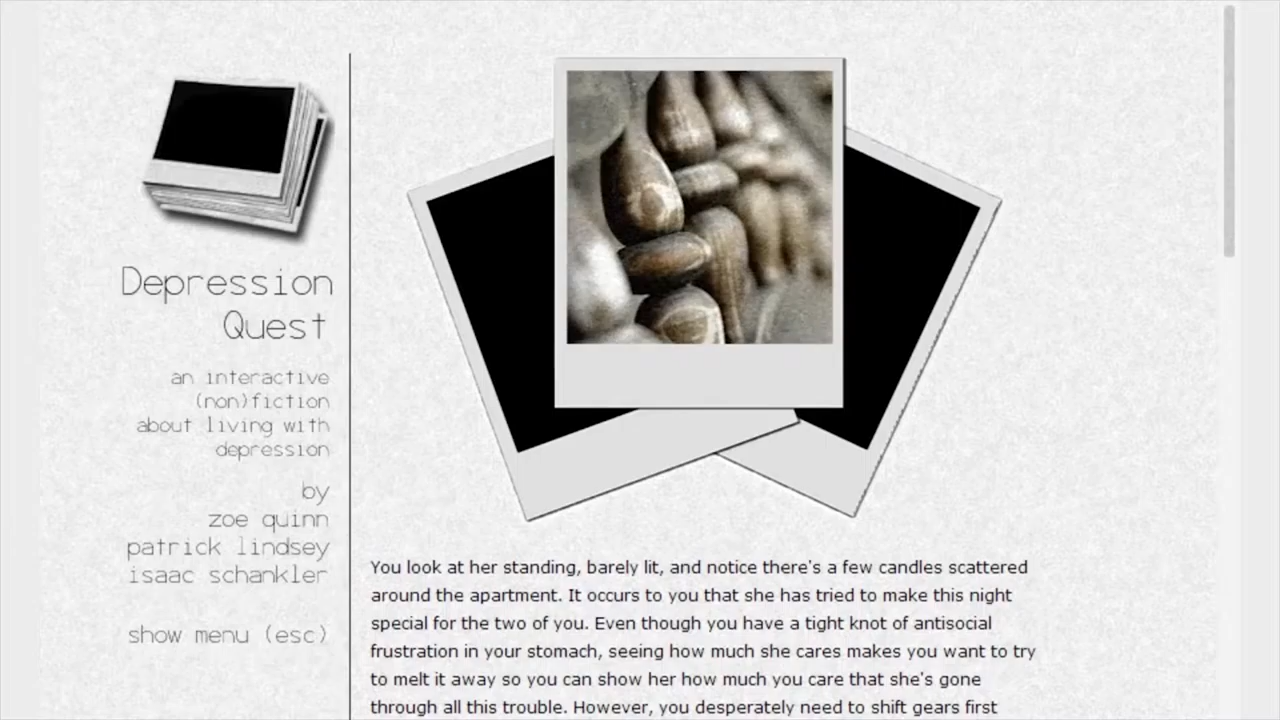 Depression
Quest
an interactive
(non)fiction
about living with
depression
by
zoe quinn
patrick lindsey
isaac schankler
show menu (esc)
You look at her standing, barely lit, and notice there's a few candles scattered
around the apartment. It occurs to you that she has tried to make this night
special for the two of you. Even though you have a tight knot of antisocial
frustration in your stomach, seeing how much she cares makes you want to try
to melt it away so you can show her how much you care that she's gone
through all this trouble. However, you desperately need to shift gears first